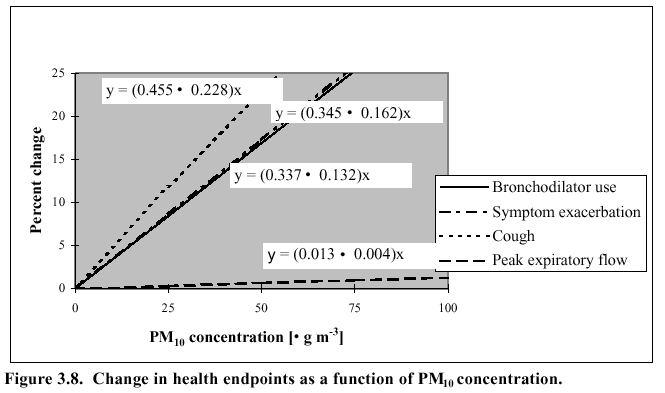 25
20
15
10
5
0
Percent change
y = (0.455 • 0.228)x
y = (0.345 • 0.162)x
y = (0.337 • 0.132)x
y = (0.013 • 0.004)x
Bronchodilator use
Symptom exacerbation
Cough
Peak expiratory flow
0 25 50 75 100
PM10 concentration [• g m-3]
Figure 3.8. Change in health endpoints as a function of PM10 concentration.